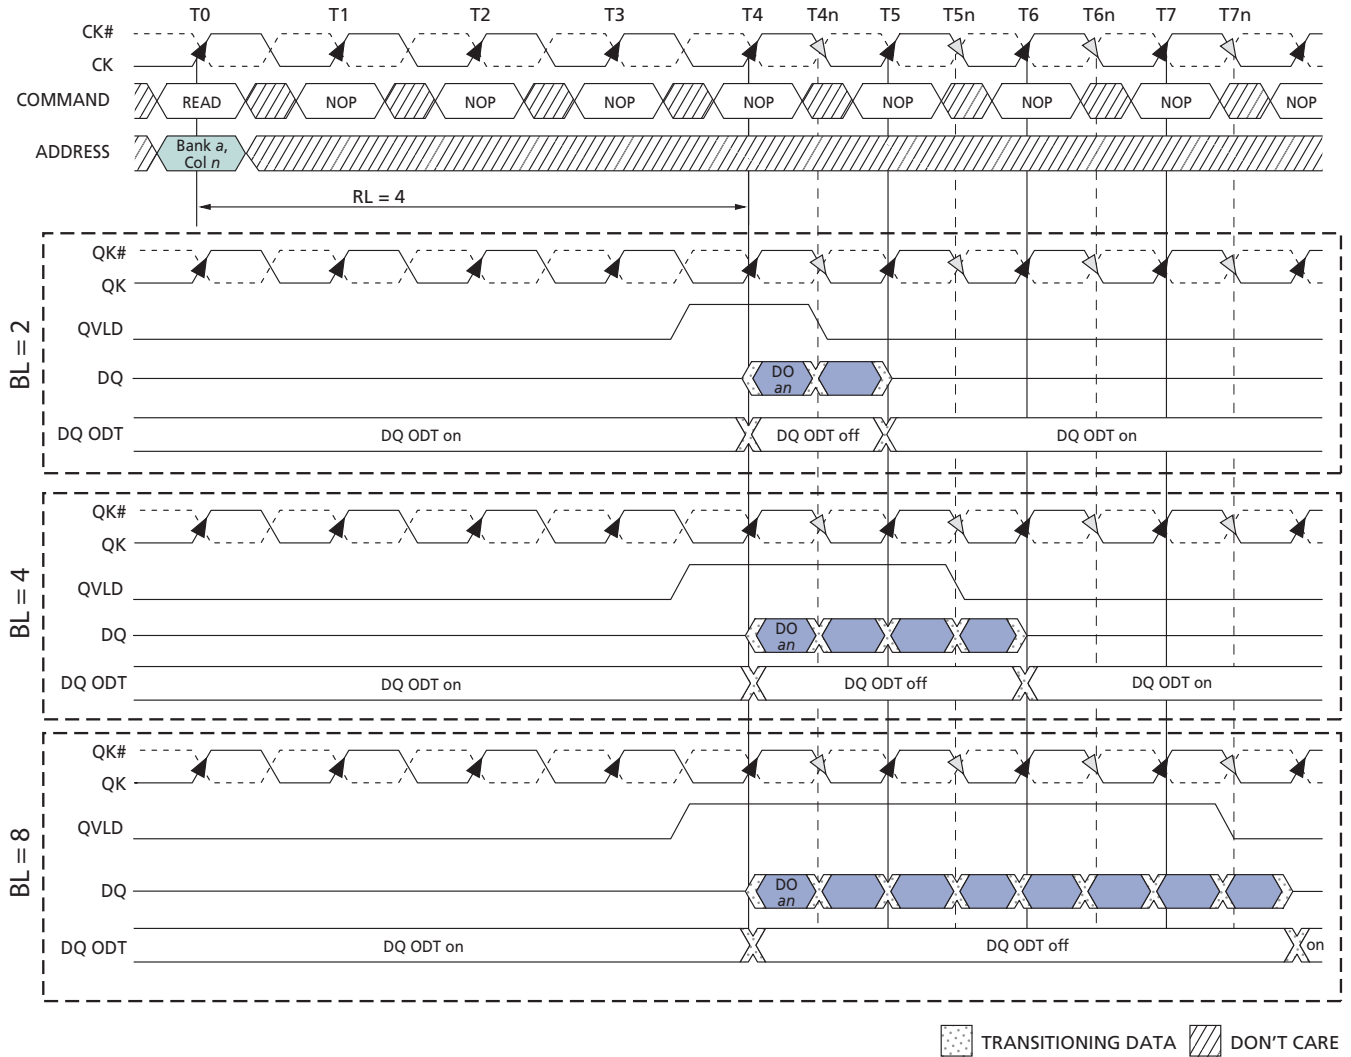 T0 T1 T2 T3 T4 T4n T5 T5n T6 T6n T7 T7n
CK#
CK
COMMAND READ NOP NOP NOP NOP NOP NOP NOP NOP
ADDRESS Bank a,
Col n
RL = 4
BL = 2
QK#
QK
QVLD
DQ DO
an
DQ ODT DQ ODT on DQ ODT off DQ ODT on
BL = 4
QK#
QK
QVLD
DQ DO
an
DQ ODT DQ ODT on DQ ODT off DQ ODT on
BL = 8
QK#
QK
QVLD
DQ DO
an
DQ ODT DQ ODT on DQ ODT off on
TRANSITIONING DATA DON'T CARE